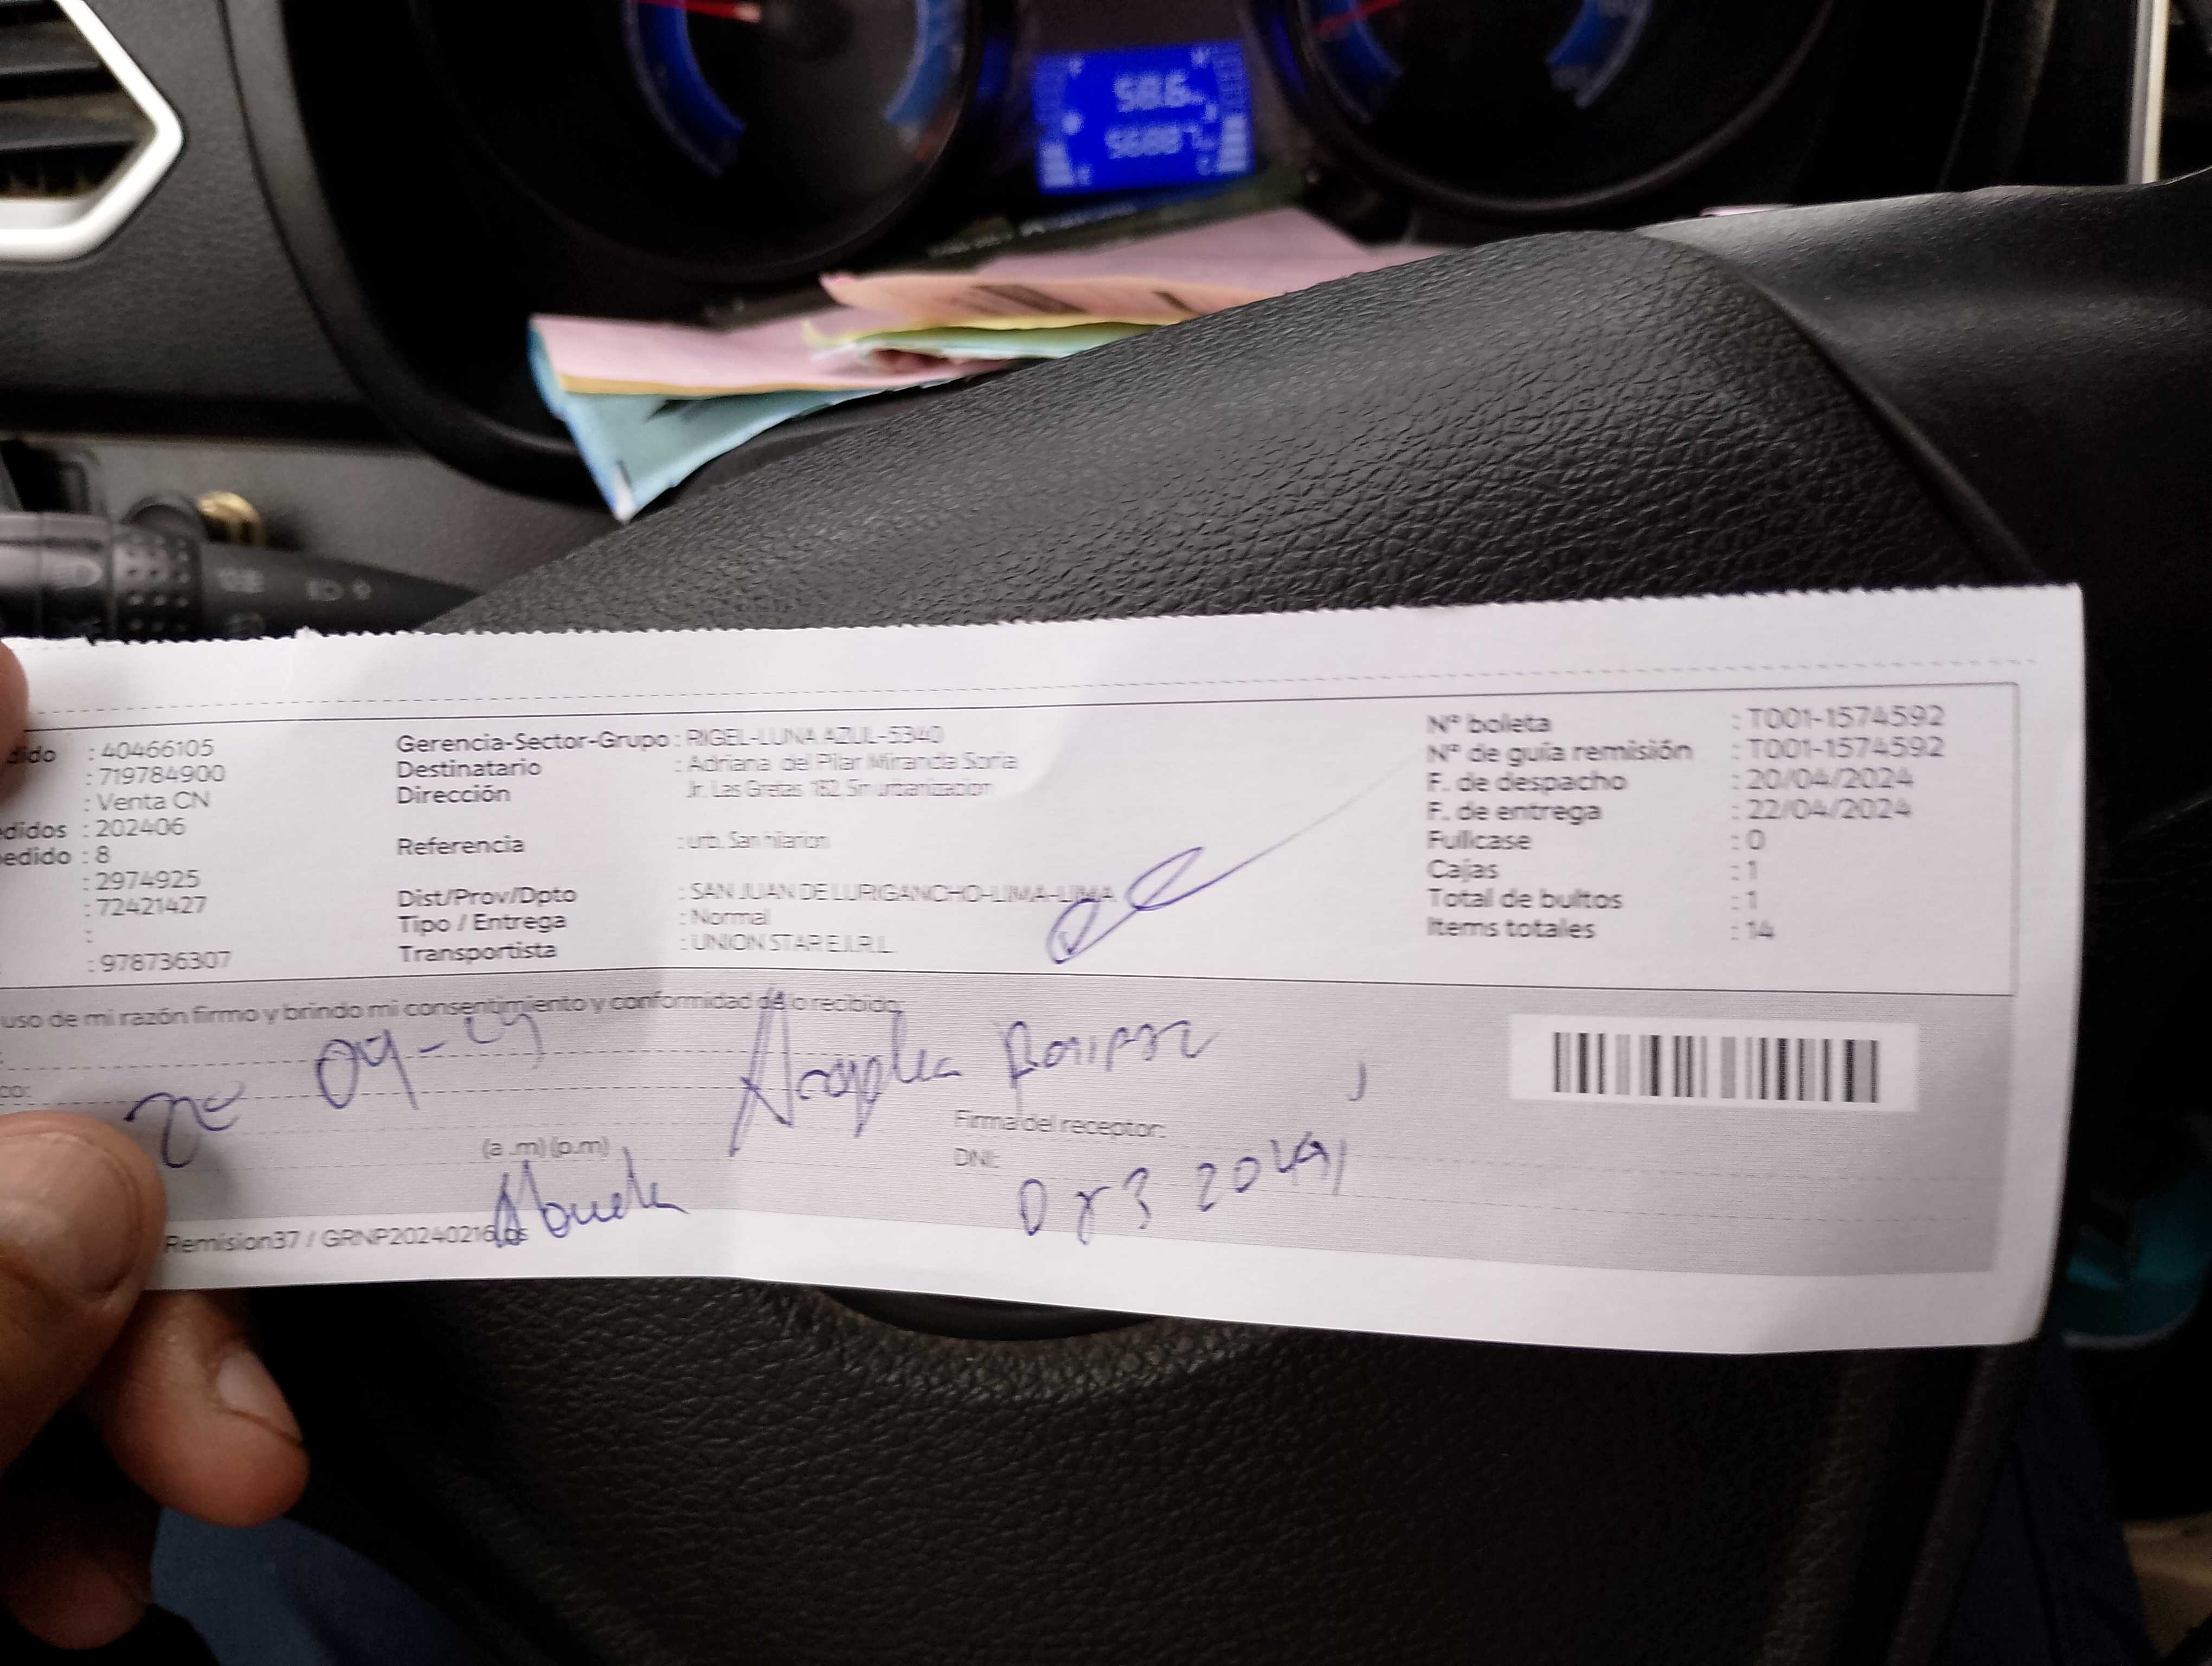 dido : 40466105
: 719784900
: Venta CN
didos : 202406
edido : 8
: 2974925
: 72421427
:
: 978736307
Gerencia-Sector-Grupo : RIGEL-LUNA AZUL-5340
Destinatario : Adriana del Pilar Miranda Soria
Dirección Jr. Las Gretas 182, Sn urbanizacion
Referencia : urb. San hilarion
Dist/Prov/Dpto : SAN JUAN DE LURIGANCHO-LIMA-LIMA
Tipo / Entrega : Normal
Transportista : UNION STAR E.I.R.L.
Nº boleta : T001-1574592
Nº de guía remisión : T001-1574592
F. de despacho : 20/04/2024
F. de entrega : 22/04/2024
Fullcase : 0
Cajas : 1
Total de bultos : 1
Items totales : 14
uso de mi razón firmo y brindo mi consentimiento y conformidad de lo recibido:
04-
(a .m) (p.m)
Firma del receptor:
DNI:
Abuela
Remision37 / GRNP20240216
58.6